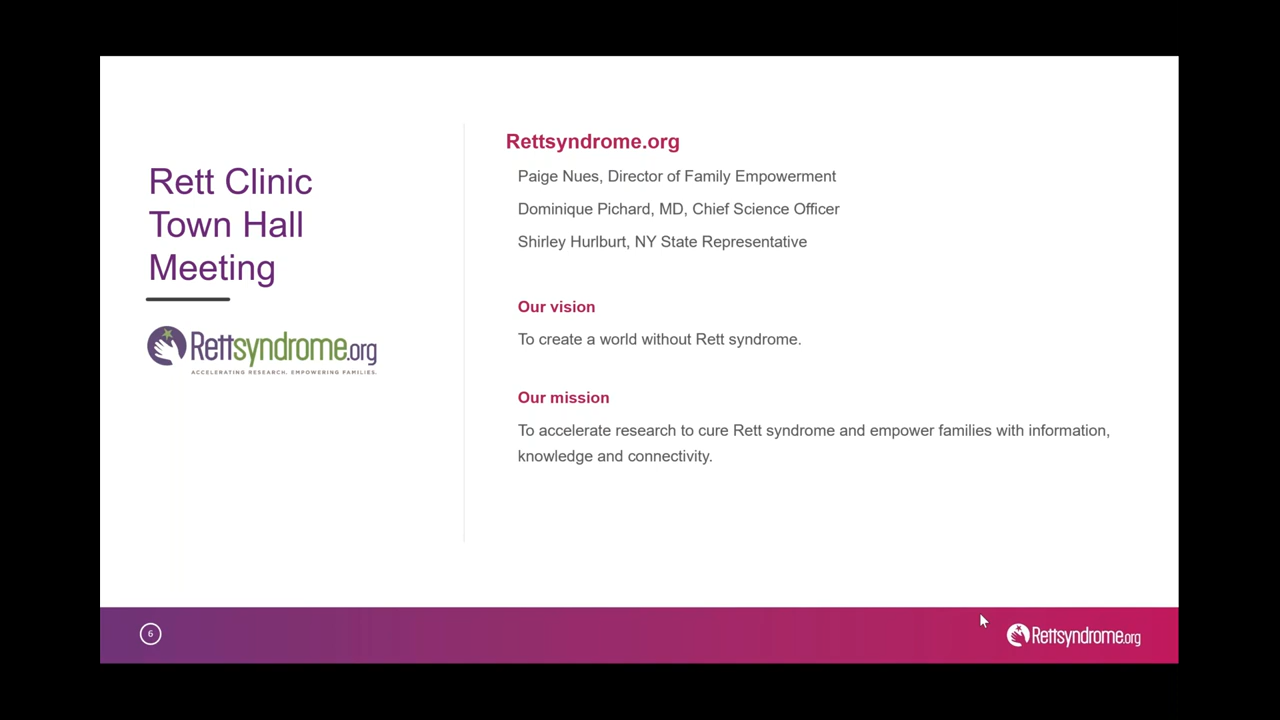 Rett Clinic
Town Hall
Meeting
Rettsyndrome.org
ACCELERATING RESEARCH. EMPOWERING FAMILIES.
Rettsyndrome.org
Paige Nues, Director of Family Empowerment
Dominique Pichard, MD, Chief Science Officer
Shirley Hurlburt, NY State Representative
Our vision
To create a world without Rett syndrome.
Our mission
To accelerate research to cure Rett syndrome and empower families with information,
knowledge and connectivity.
6
Rettsyndrome.org